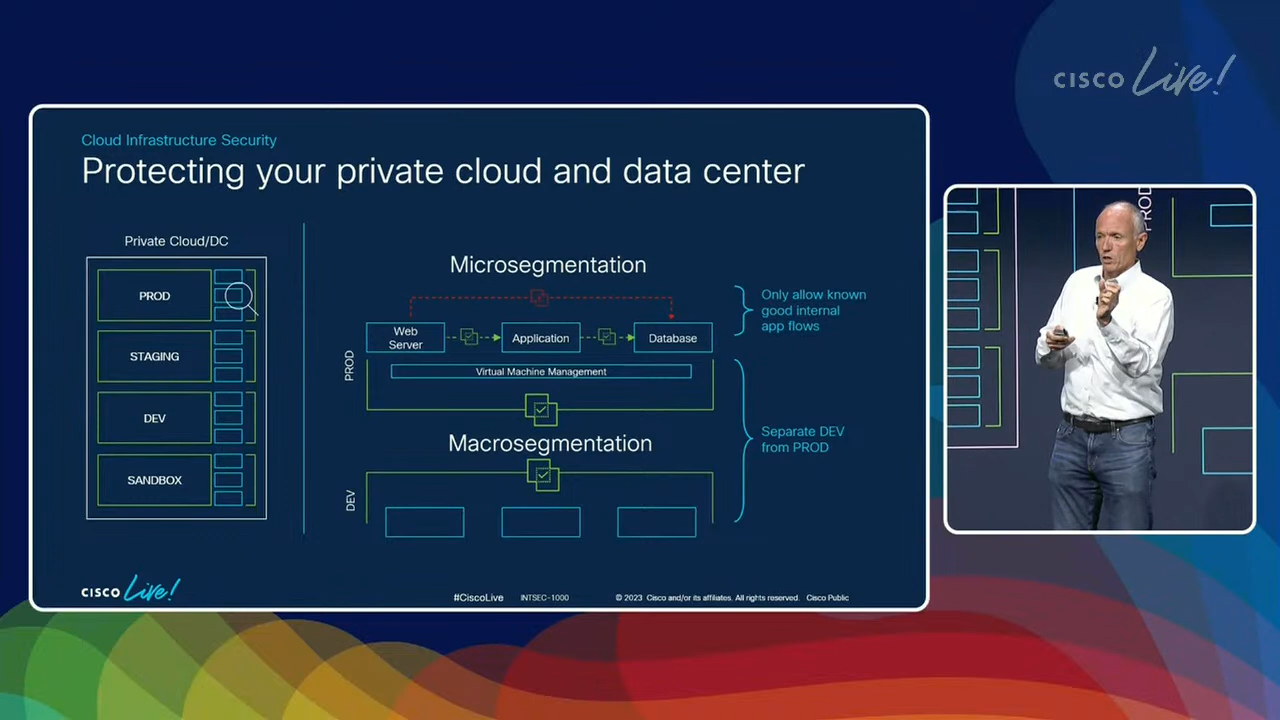 CISCO Live!
Cloud Infrastructure Security
Protecting your private cloud and data center
Private Cloud/DC
PROD
STAGING
DEV
SANDBOX
Microsegmentation
Web
Server
Application
Database
Virtual Machine Management
PROD
Only allow known
good internal
app flows
Macrosegmentation
Separate DEV
from PROD
DEV
CISCO Live!
#CiscoLive
INTSEC-1000
© 2023 Cisco and/or its affiliates. All rights reserved. Cisco Public
PROD